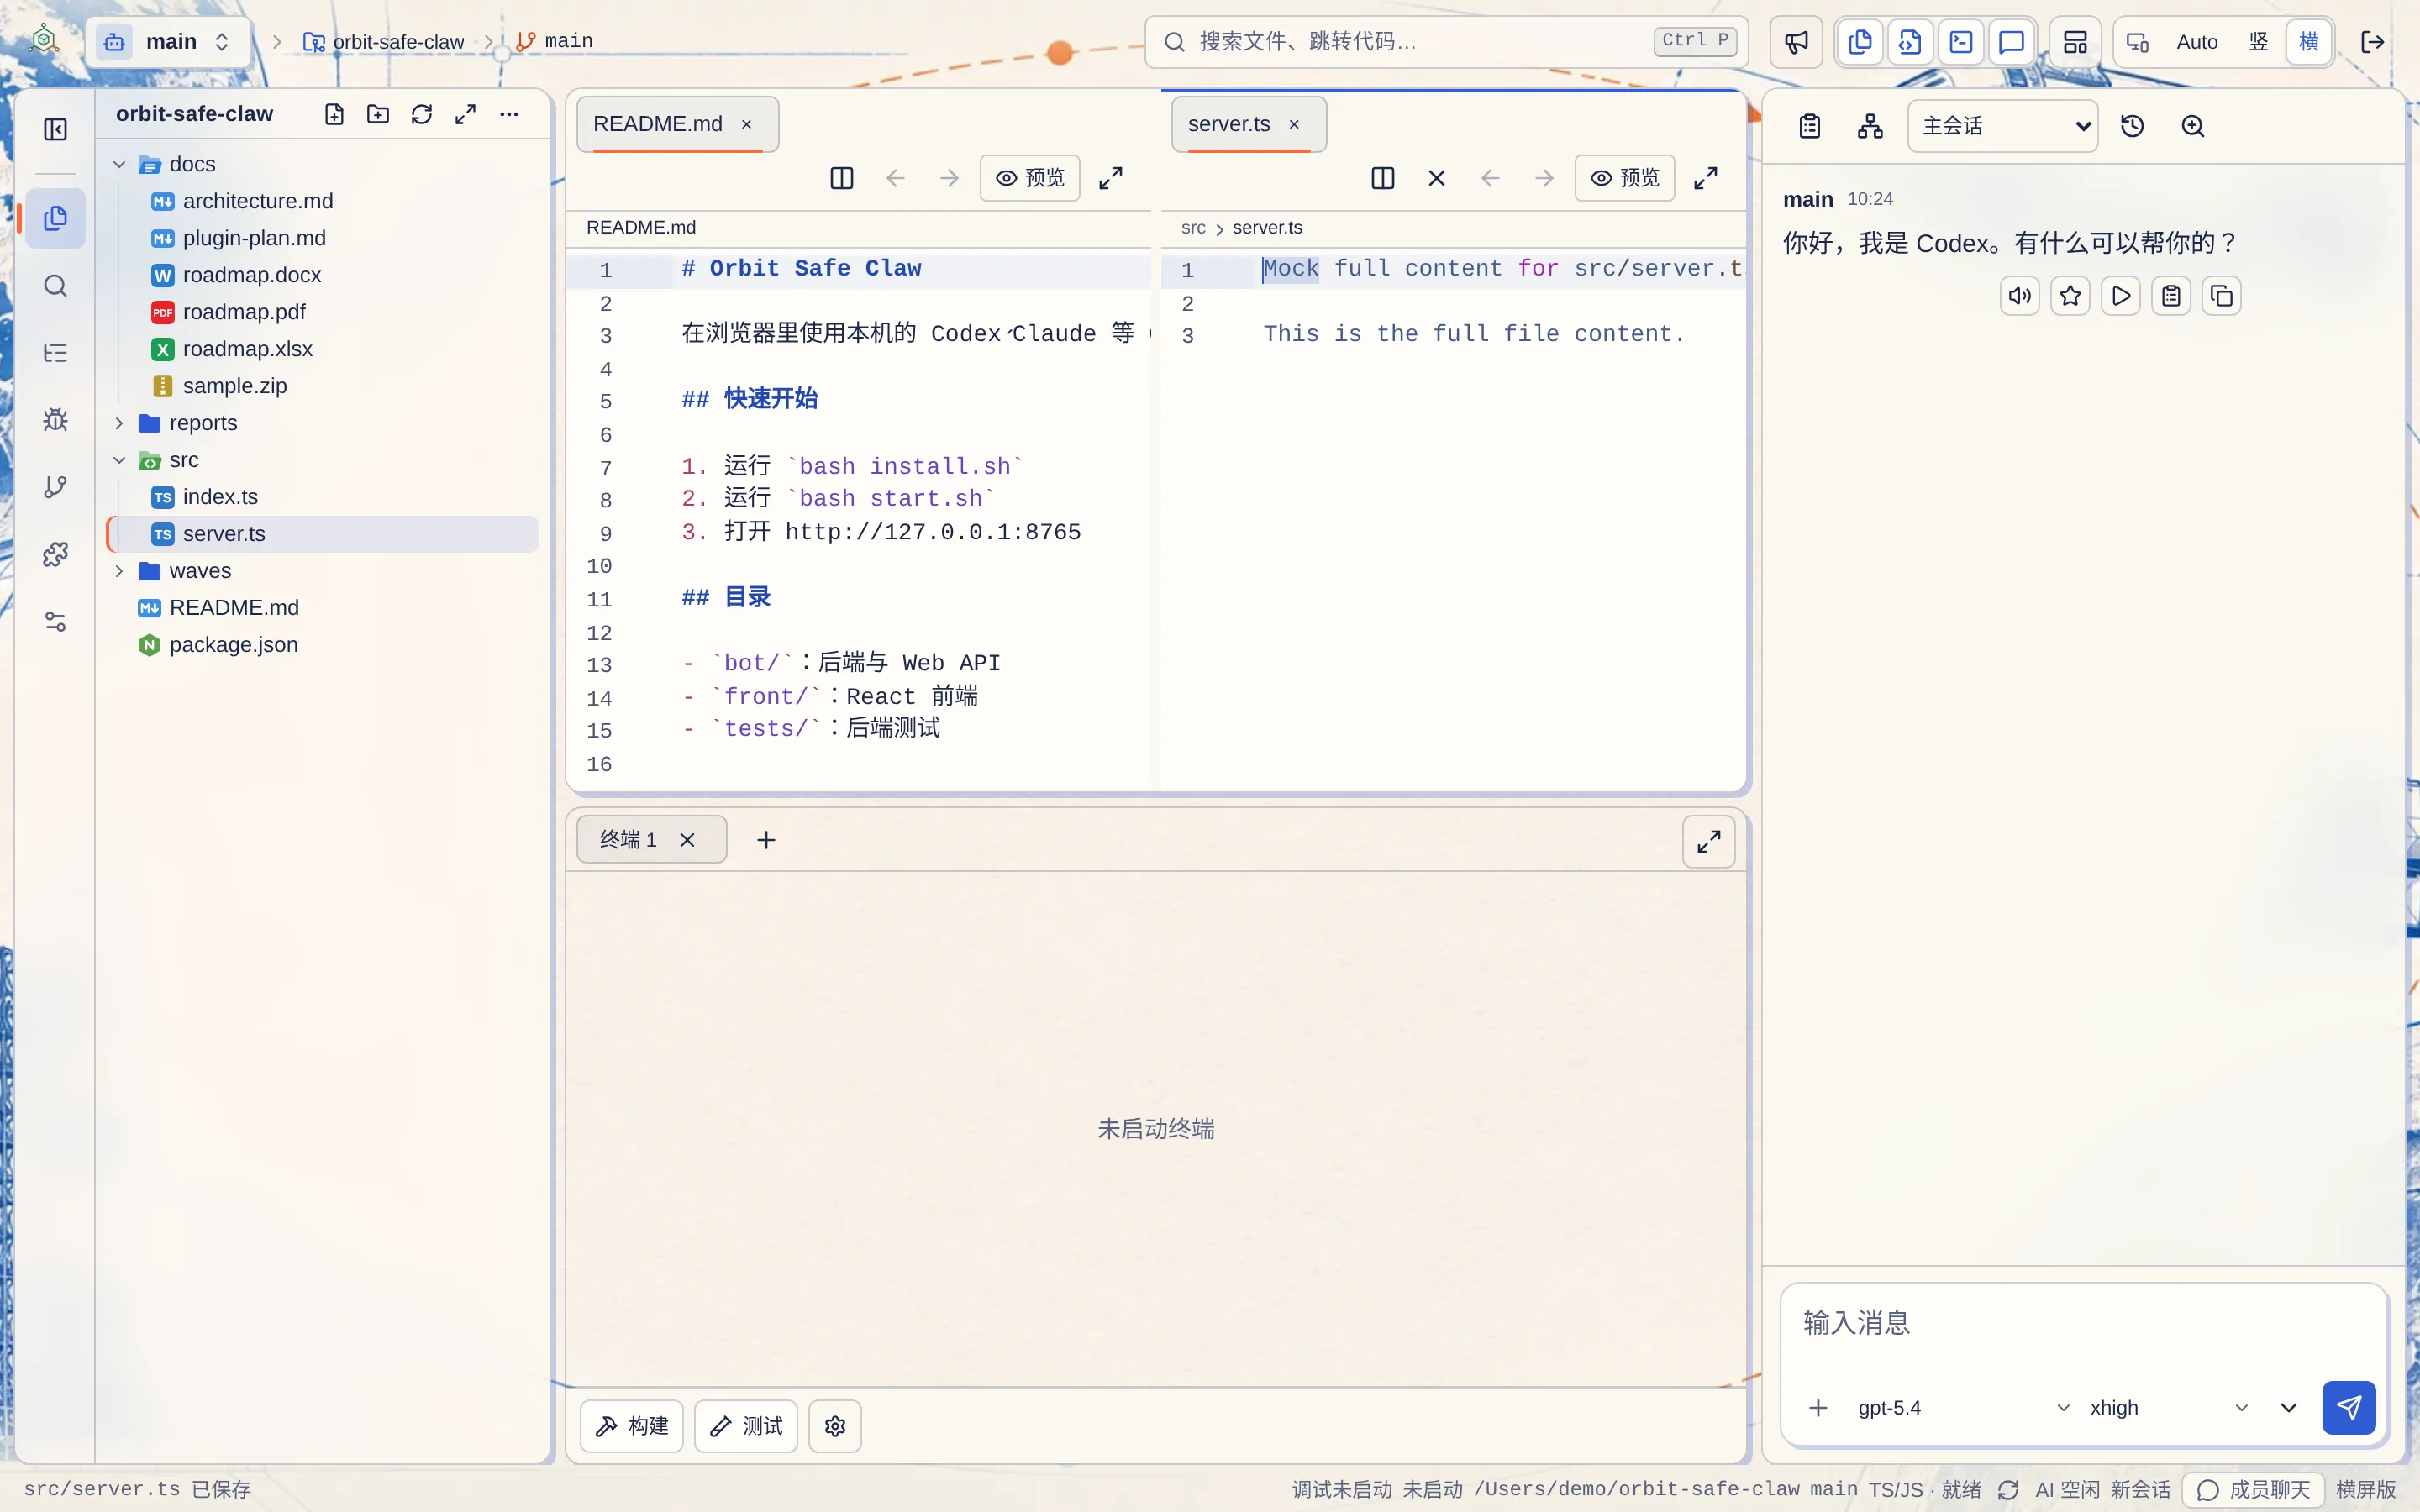 main orbit-safe-claw main 搜索文件、跳转代码... Ctrl P Auto 竖 横
orbit-safe-claw
docs
architecture.md
plugin-plan.md
roadmap.docx
roadmap.pdf
roadmap.xlsx
sample.zip
reports
src
index.ts
server.ts
waves
README.md
package.json
README.md ×
预览
README.md
1 # Orbit Safe Claw
2
3 在浏览器里使用本机的 Codex、Claude 等
4
5 ## 快速开始
6
7 1. 运行 `bash install.sh`
8 2. 运行 `bash start.sh`
9 3. 打开 http://127.0.0.1:8765
10
11 ## 目录
12
13 - `bot/`：后端与 Web API
14 - `front/`：React 前端
15 - `tests/`：后端测试
16
server.ts ×
预览
src > server.ts
1 Mock full content for src/server.t
2
3 This is the full file content.
终端 1
未启动终端
构建 测试
主会话
main 10:24
你好，我是 Codex。有什么可以帮你的？
输入消息
gpt-5.4 xhigh
src/server.ts 已保存
调试未启动 未启动 /Users/demo/orbit-safe-claw main TS/JS · 就绪 AI 空闲 新会话 成员聊天 横屏版